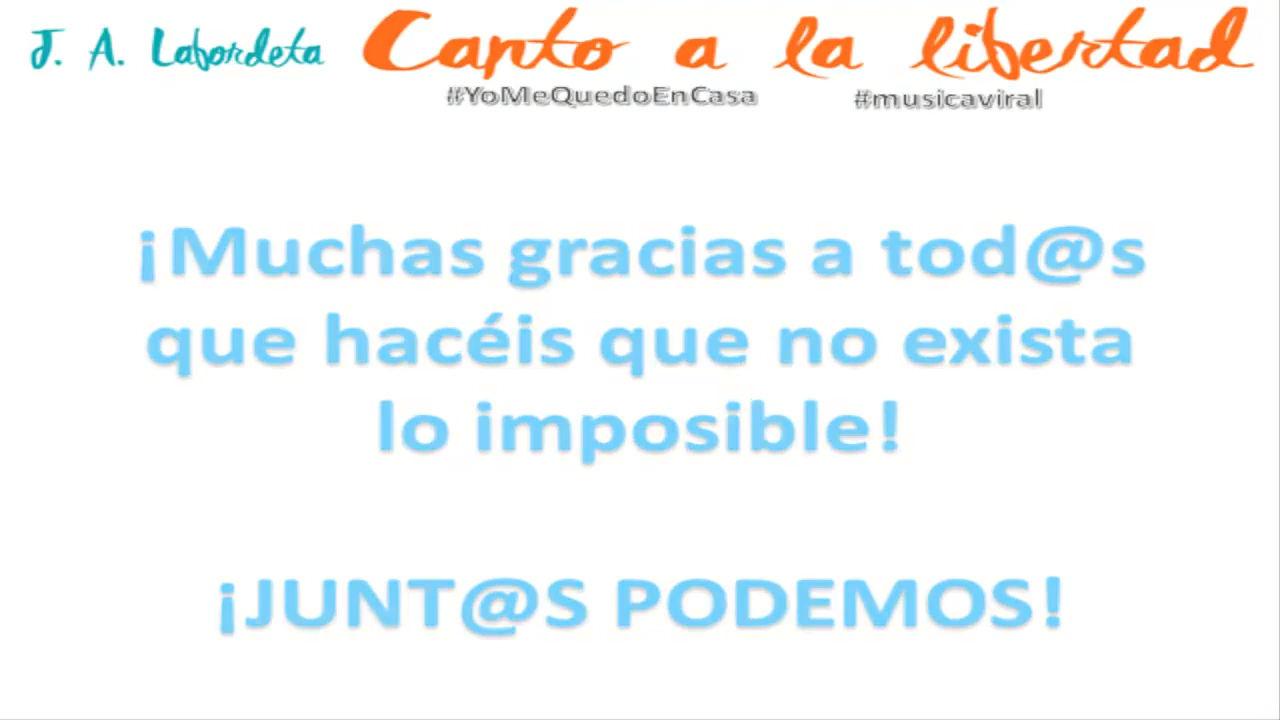 J. A. Labordeta Canto a la libertad
#YoMeQuedoEnCasa #musicaviral
¡Muchas gracias a tod@s
que hacéis que no exista
lo imposible!
¡JUNT@S PODEMOS!